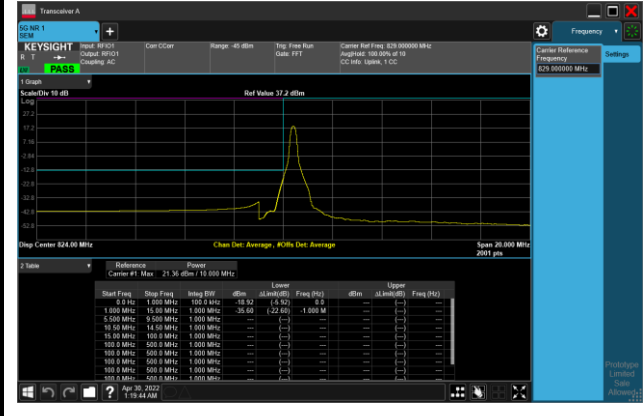 Transceiver A
5G NR 1
SEM
+
Frequency
KEYSIGHT
Input: RFIO1
Output: RFIO1
Coupling: AC
Corr CCorr
Range: -45 dBm
Trig: Free Run
Gate: FFT
Carrier Ref Freq: 829.000000 MHz
AvgHold: 100.00% of 10
CC Info: Uplink, 1 CC
R T
PASS
Carrier Reference
Frequency
829.000000 MHz
Settings
1 Graph
Scale/Div 10 dB
Ref Value 37.2 dBm
Log
27.2
17.2
7.16
-2.84
-12.8
-22.8
-32.8
-42.8
-52.8
Disp Center 824.00 MHz
Chan Det: Average , #Offs Det: Average
Span 20.000 MHz
2001 pts
2 Table
Reference Power
Carrier #1 Max 21.36 dBm / 10.000 MHz
Lower Upper
Start Freq Stop Freq Integ BW dBm ΔLimit(dB) Freq (Hz) dBm ΔLimit(dB) Freq (Hz)
0.0 Hz 1.000 MHz 100.0 kHz -18.92 (-5.92) 0.0 --- (---) ---
1.000 MHz 15.00 MHz 1.000 MHz -35.60 (-22.60) -1.000 M --- (---) ---
5.500 MHz 9.500 MHz 1.000 MHz --- (---) --- --- (---) ---
10.50 MHz 14.50 MHz 1.000 MHz --- (---) --- --- (---) ---
15.00 MHz 100.0 MHz 1.000 MHz --- (---) --- --- (---) ---
100.0 MHz 500.0 MHz 1.000 MHz --- (---) --- --- (---) ---
100.0 MHz 500.0 MHz 1.000 MHz --- (---) --- --- (---) ---
100.0 MHz 500.0 MHz 1.000 MHz --- (---) --- --- (---) ---
100.0 MHz 500.0 MHz 1.000 MHz --- (---) --- --- (---) ---
100.0 MHz 500.0 MHz 1.000 MHz --- (---) --- --- (---) ---
Apr 30, 2022
1:19:44 AM
?
Prototype
Limited
Sale
Allowed